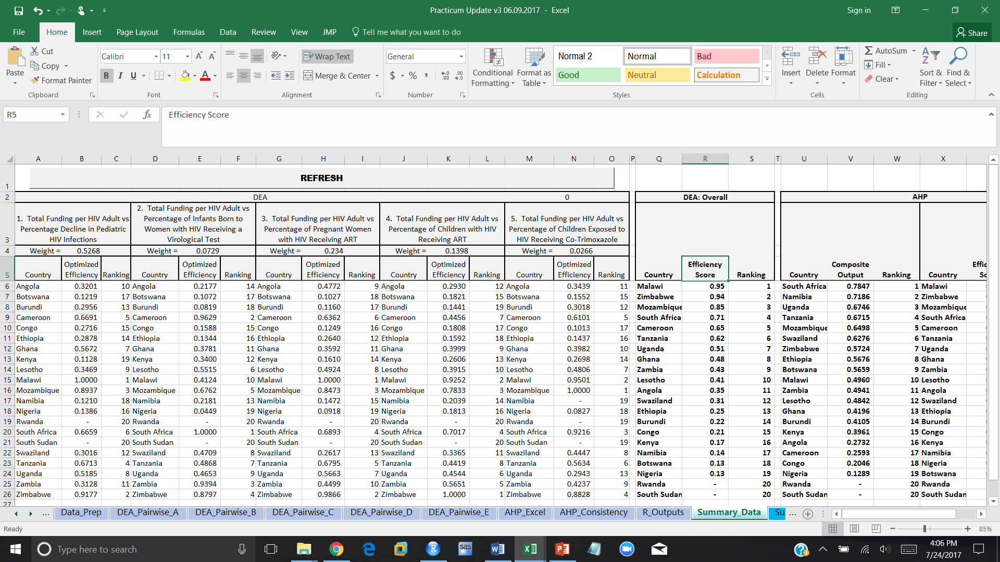 Practicum Update v3 06.09.2017 - Excel
Sign in
File Home Insert Page Layout Formulas Data Review View JMP Tell me what you want to do Share
Paste Cut Copy Format Painter
Calibri 11 Wrap Text General
B I U A A Merge & Center $ % ,
Conditional Formatting Format as Table
Normal 2 Normal Bad
Good Neutral Calculation
Insert Delete Format
AutoSum Fill Clear
Sort & Filter Find & Select
Clipboard Font Alignment Number Styles Cells Editing
R5 fx Efficiency Score
A B C D E F G H I J K L M N O P Q R S T U V W X
1 REFRESH
2 DEA 0 DEA: Overall AHP
3 1. Total Funding per HIV Adult vs Percentage Decline in Pediatric HIV Infections
2. Total Funding per HIV Adult vs Percentage of Infants Born to Women with HIV Receiving a Virological Test
3. Total Funding per HIV Adult vs Percentage of Pregnant Women with HIV Receiving ART
4. Total Funding per HIV Adult vs Percentage of Children with HIV Receiving ART
5. Total Funding per HIV Adult vs Percentage of Children Exposed to HIV Receiving Co-Trimoxazole
4 Weight = 0.5268 Weight = 0.0729 Weight = 0.234 Weight = 0.1398 Weight = 0.0266
5 Country Optimized Efficiency Ranking Country Optimized Efficiency Ranking Country Optimized Efficiency Ranking Country Optimized Efficiency Ranking Country Optimized Efficiency Ranking Country Efficiency Score Ranking Country Composite Output Ranking Country Effic Sc
6 Angola 0.3201 10 Angola 0.2177 14 Angola 0.4772 9 Angola 0.2930 12 Angola 0.3439 11 Malawi 0.95 1 South Africa 0.7847 1 Malawi
7 Botswana 0.1219 17 Botswana 0.1072 17 Botswana 0.1027 18 Botswana 0.1821 15 Botswana 0.1552 15 Zimbabwe 0.94 2 Namibia 0.7186 2 Zimbabwe
8 Burundi 0.2956 13 Burundi 0.0819 18 Burundi 0.1160 17 Burundi 0.1441 19 Burundi 0.3018 12 Mozambique 0.85 3 Uganda 0.6746 3 Mozambique
9 Cameroon 0.6691 5 Cameroon 0.9629 2 Cameroon 0.6362 6 Cameroon 0.4456 7 Cameroon 0.6101 5 South Africa 0.71 4 Tanzania 0.6715 4 South Africa
10 Congo 0.2716 15 Congo 0.1588 15 Congo 0.1249 16 Congo 0.1808 17 Congo 0.1013 17 Cameroon 0.65 5 Mozambique 0.6498 5 Cameroon
11 Ethiopia 0.2878 14 Ethiopia 0.1344 16 Ethiopia 0.2640 12 Ethiopia 0.1592 18 Ethiopia 0.1437 16 Tanzania 0.62 6 Swaziland 0.6276 6 Tanzania
12 Ghana 0.5672 7 Ghana 0.3781 11 Ghana 0.3592 11 Ghana 0.3999 9 Ghana 0.3982 10 Uganda 0.51 7 Zimbabwe 0.5724 7 Uganda
13 Kenya 0.1128 19 Kenya 0.3400 12 Kenya 0.1610 14 Kenya 0.2606 13 Kenya 0.2698 14 Ghana 0.48 8 Ethiopia 0.5676 8 Ghana
14 Lesotho 0.3469 9 Lesotho 0.5515 6 Lesotho 0.4924 8 Lesotho 0.3915 10 Lesotho 0.4806 7 Zambia 0.43 9 Botswana 0.5659 9 Zambia
15 Malawi 1.0000 1 Malawi 0.4124 10 Malawi 1.0000 1 Malawi 0.9252 2 Malawi 0.9501 2 Lesotho 0.41 10 Malawi 0.4960 10 Lesotho
16 Mozambique 0.8937 3 Mozambique 0.6762 5 Mozambique 0.8473 3 Mozambique 0.7833 3 Mozambique 1.0000 1 Angola 0.35 11 Zambia 0.4941 11 Angola
17 Namibia 0.1210 18 Namibia 0.2181 13 Namibia 0.1472 15 Namibia 0.2039 14 Namibia - 19 Swaziland 0.31 12 Lesotho 0.4842 12 Swaziland
18 Nigeria 0.1386 16 Nigeria 0.0449 19 Nigeria 0.0918 19 Nigeria 0.1813 16 Nigeria 0.0827 18 Ethiopia 0.25 13 Ghana 0.4196 13 Ethiopia
19 Rwanda - 20 Rwanda - 20 Rwanda - 20 Rwanda - 20 Rwanda - 19 Burundi 0.22 14 Burundi 0.4105 14 Burundi
20 South Africa 0.6659 6 South Africa 1.0000 1 South Africa 0.6893 4 South Africa 0.7017 4 South Africa 0.9216 3 Congo 0.21 15 Kenya 0.3961 15 Congo
21 South Sudan - 20 South Sudan - 20 South Sudan - 20 South Sudan - 20 South Sudan - 19 Kenya 0.17 16 Angola 0.2732 16 Kenya
22 Swaziland 0.3016 12 Swaziland 0.4709 8 Swaziland 0.2617 13 Swaziland 0.3365 11 Swaziland 0.4447 8 Namibia 0.14 17 Cameroon 0.2593 17 Namibia
23 Tanzania 0.6713 4 Tanzania 0.4868 7 Tanzania 0.6795 5 Tanzania 0.4419 8 Tanzania 0.5634 6 Botswana 0.13 18 Congo 0.2046 18 Nigeria
24 Uganda 0.5185 8 Uganda 0.4653 9 Uganda 0.5663 7 Uganda 0.4544 6 Uganda 0.2943 13 Nigeria 0.13 19 Nigeria 0.1289 19 Botswana
25 Zambia 0.3128 11 Zambia 0.9394 3 Zambia 0.4499 10 Zambia 0.5651 5 Zambia 0.4237 9 Rwanda - 20 Rwanda - 20 Rwanda
26 Zimbabwe 0.9177 2 Zimbabwe 0.8797 4 Zimbabwe 0.9866 2 Zimbabwe 1.0000 1 Zimbabwe 0.8828 4 South Sudan - 20 South Sudan - 20 South Sudan
27
... Data_Prep DEA_Pairwise_A DEA_Pairwise_B DEA_Pairwise_C DEA_Pairwise_D DEA_Pairwise_E AHP_Excel AHP_Consistency R_Outputs Summary_Data Su ...
Ready 85%
Type here to search
4:06 PM
7/24/2017